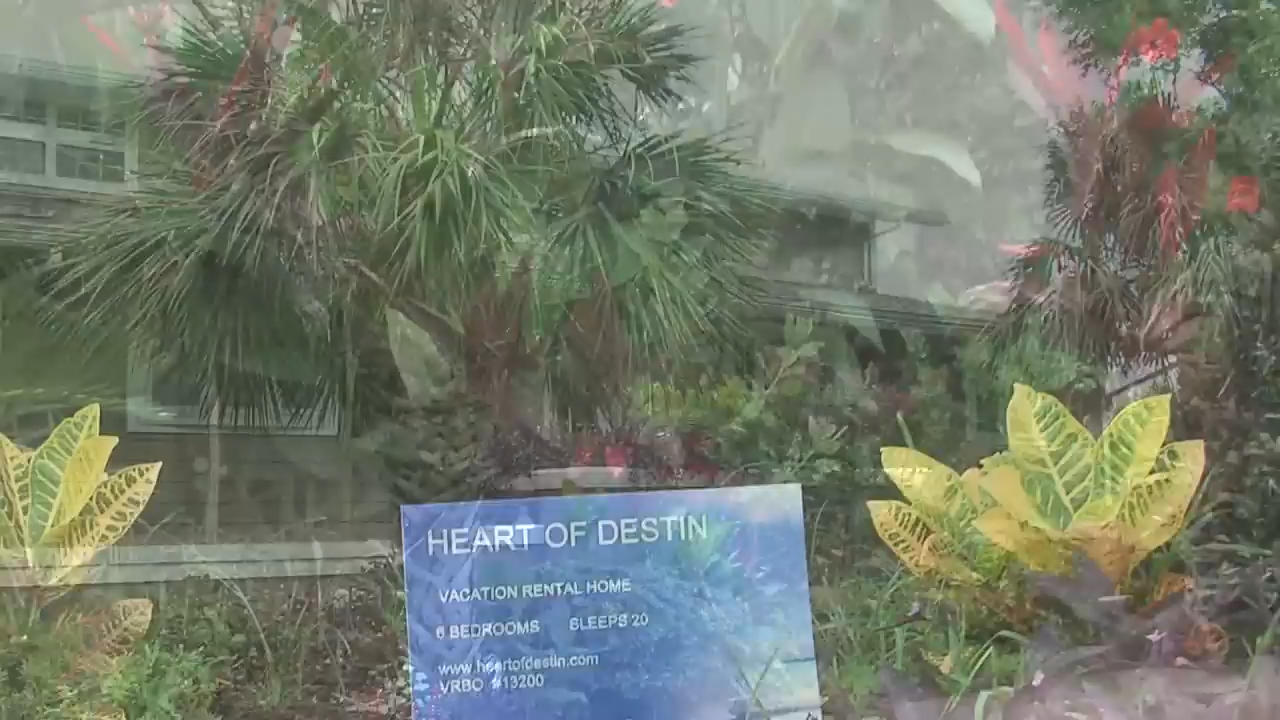 HEART OF DESTIN
VACATION RENTAL HOME
6 BEDROOMS SLEEPS 20
www.heartofdestin.com
VRBO #13200